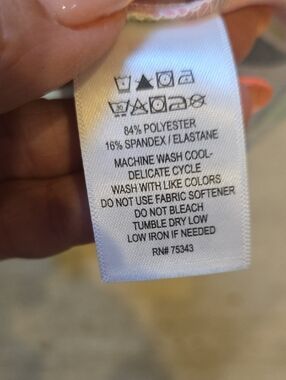 30
84% POLYESTER
16% SPANDEX / ELASTANE
MACHINE WASH COOL-
DELICATE CYCLE
WASH WITH LIKE COLORS
DO NOT USE FABRIC SOFTENER
DO NOT BLEACH
TUMBLE DRY LOW
LOW IRON IF NEEDED
RN# 75343